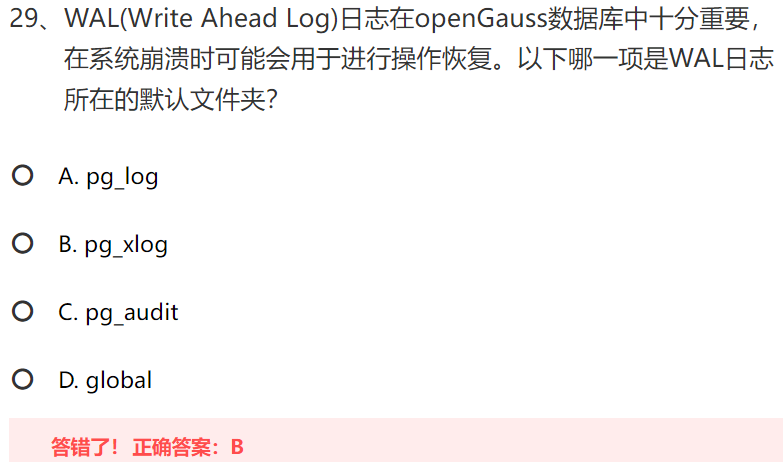 29、WAL(Write Ahead Log)日志在openGauss数据库中十分重要，
在系统崩溃时可能会用于进行操作恢复。以下哪一项是WAL日志
所在的默认文件夹？
A. pg_log
B. pg_xlog
C. pg_audit
D. global
答错了！ 正确答案：B